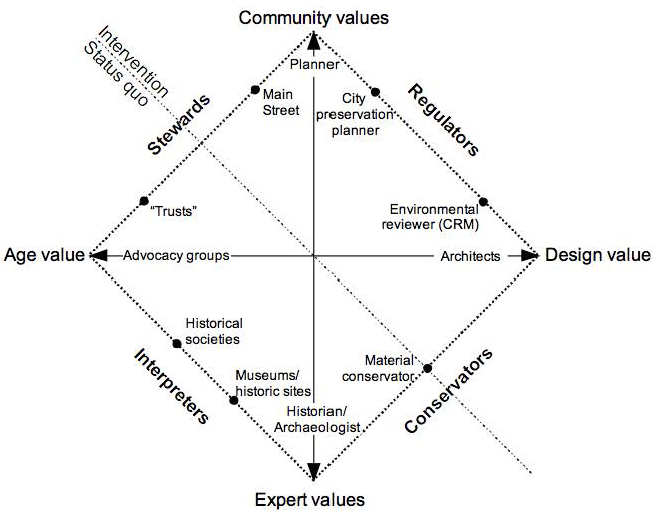 Community values
Intervention
Status quo
Planner
Main
Street
City
preservation
planner
Stewards
Regulators
"Trusts"
Environmental
reviewer (CRM)
Age value
Advocacy groups
Architects
Design value
Historical
societies
Interpreters
Museums/
historic sites
Material
conservator
Conservators
Historian/
Archaeologist
Expert values